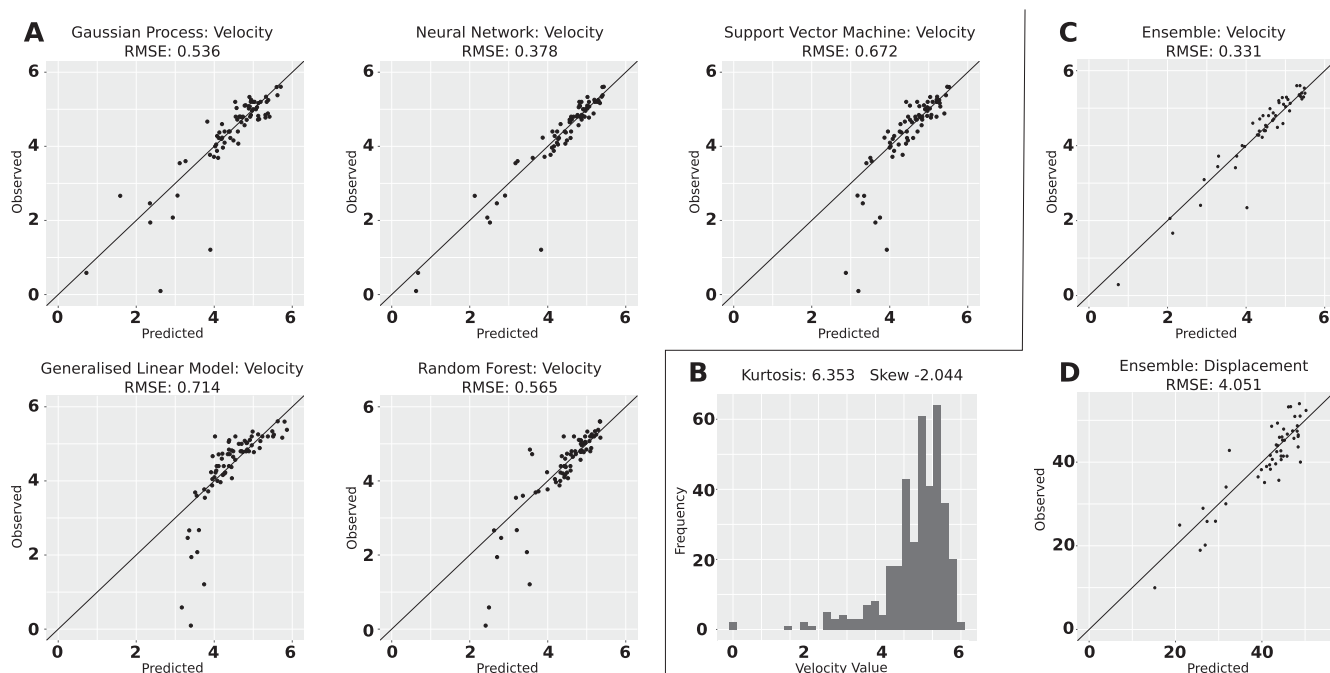 A
Gaussian Process: Velocity
RMSE: 0.536
Observed
6
4
2
0
0 2 4 6
Predicted
Neural Network: Velocity
RMSE: 0.378
Observed
6
4
2
0
0 2 4 6
Predicted
Support Vector Machine: Velocity
RMSE: 0.672
Observed
6
4
2
0
0 2 4 6
Predicted
Generalised Linear Model: Velocity
RMSE: 0.714
Observed
6
4
2
0
0 2 4 6
Predicted
Random Forest: Velocity
RMSE: 0.565
Observed
6
4
2
0
0 2 4 6
Predicted
B
Kurtosis: 6.353 Skew -2.044
Frequency
60
40
20
0
0 2 4 6
Velocity Value
C
Ensemble: Velocity
RMSE: 0.331
Observed
6
4
2
0
0 2 4 6
Predicted
D
Ensemble: Displacement
RMSE: 4.051
Observed
40
20
0
0 20 40
Predicted